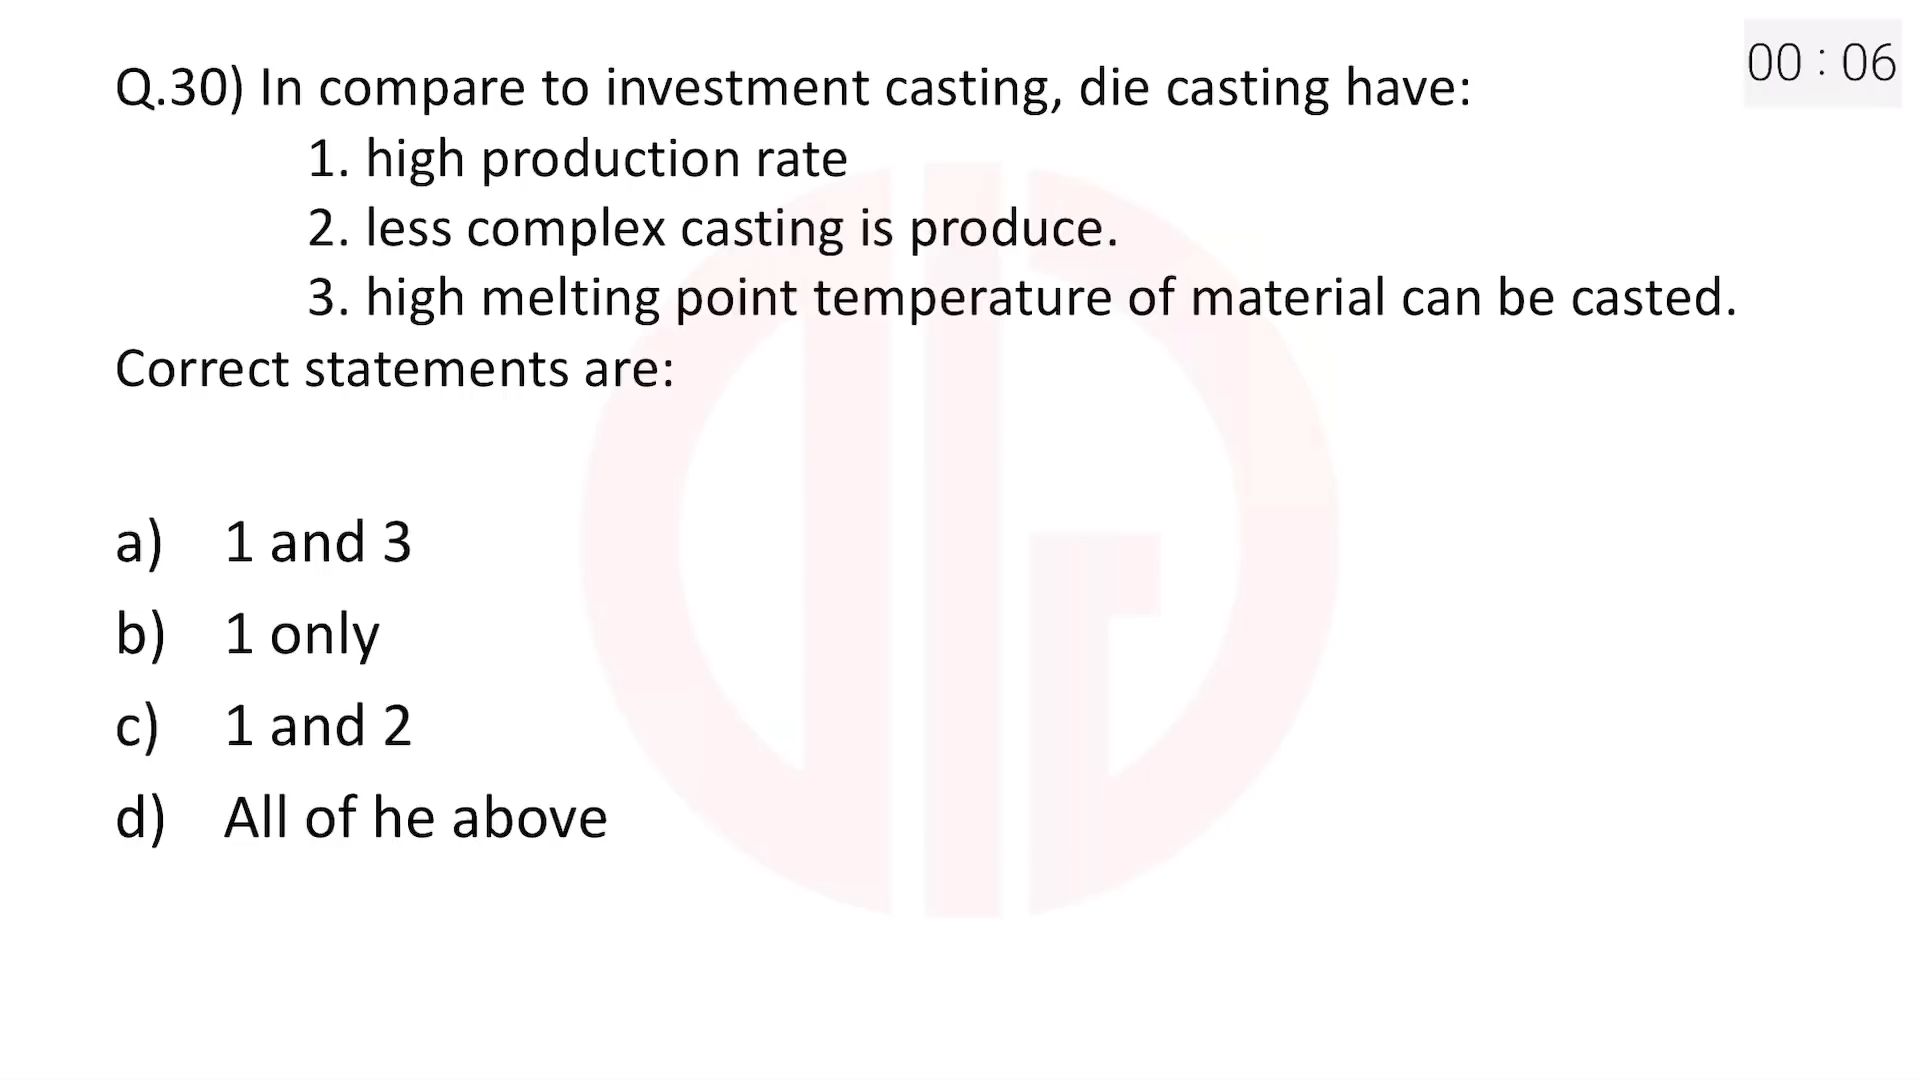 00 : 06
Q.30) In compare to investment casting, die casting have:
1. high production rate
2. less complex casting is produce.
3. high melting point temperature of material can be casted.
Correct statements are:
a) 1 and 3
b) 1 only
c) 1 and 2
d) All of he above